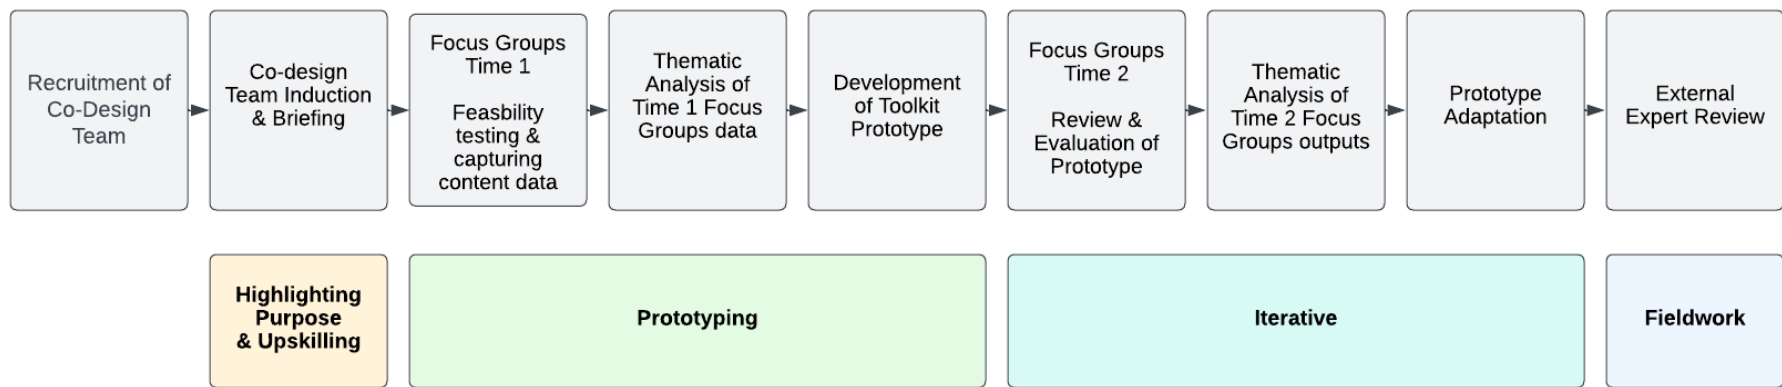 Recruitment of
Co-Design
Team
Co-design
Team Induction
& Briefing
Focus Groups
Time 1
Feasbility
testing &
capturing
content data
Thematic
Analysis of
Time 1 Focus
Groups data
Development
of Toolkit
Prototype
Focus Groups
Time 2
Review &
Evaluation of
Prototype
Thematic
Analysis of
Time 2 Focus
Groups outputs
Prototype
Adaptation
External
Expert Review
Highlighting
Purpose
& Upskilling
Prototyping
Iterative
Fieldwork